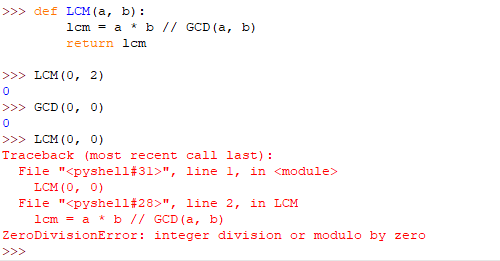 >>> def LCM(a, b):
        lcm = a * b // GCD(a, b)
        return lcm

>>> LCM(0, 2)
0
>>> GCD(0, 0)
0
>>> LCM(0, 0)
Traceback (most recent call last):
  File "<pyshell#31>", line 1, in <module>
    LCM(0, 0)
  File "<pyshell#28>", line 2, in LCM
    lcm = a * b // GCD(a, b)
ZeroDivisionError: integer division or modulo by zero
>>>